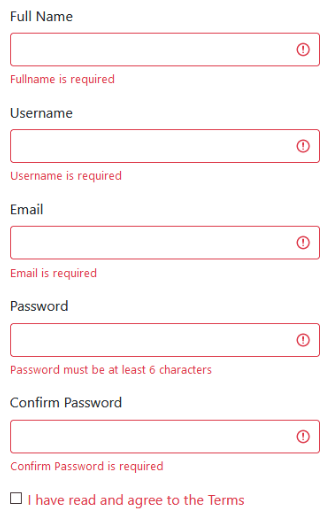 Full Name
Fullname is required
Username
Username is required
Email
Email is required
Password
Password must be at least 6 characters
Confirm Password
Confirm Password is required
I have read and agree to the Terms